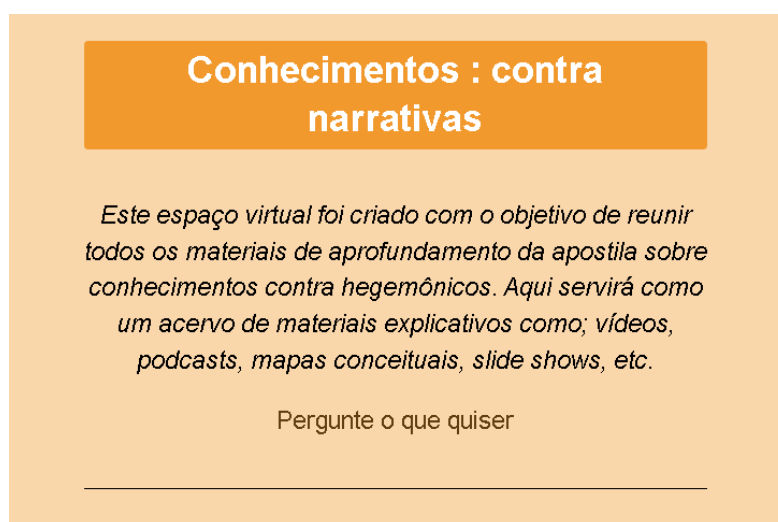 Conhecimentos : contra
narrativas
Este espaço virtual foi criado com o objetivo de reunir
todos os materiais de aprofundamento da apostila sobre
conhecimentos contra hegemônicos. Aqui servirá como
um acervo de materiais explicativos como; vídeos,
podcasts, mapas conceituais, slide shows, etc.
Pergunte o que quiser